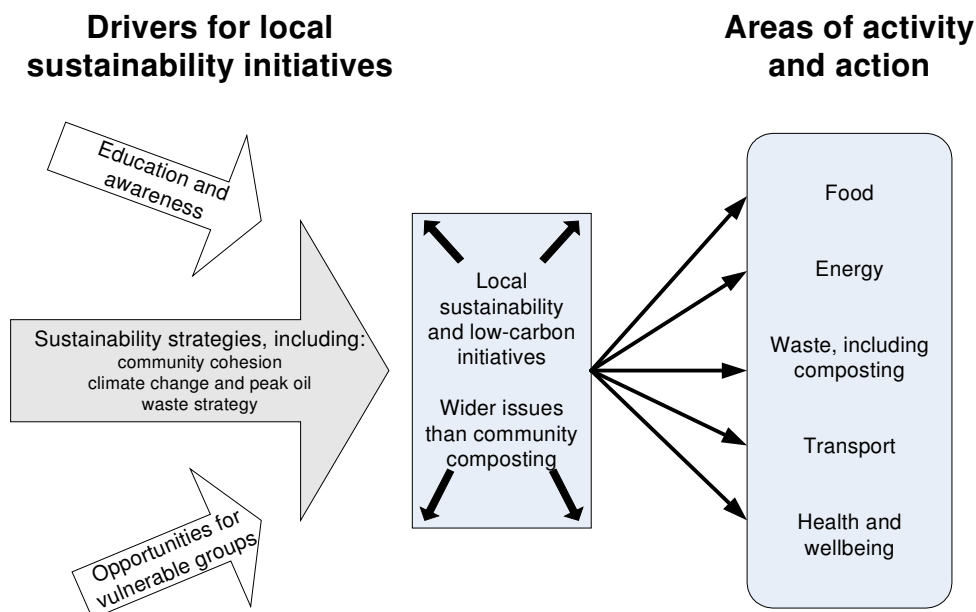 Drivers for local
sustainability initiatives
Areas of activity
and action
Education and
awareness
Sustainability strategies, including:
community cohesion
climate change and peak oil
waste strategy
Opportunities for
vulnerable groups
Local
sustainability
and low-carbon
initiatives
Wider issues
than community
composting
Food
Energy
Waste, including
composting
Transport
Health and
wellbeing